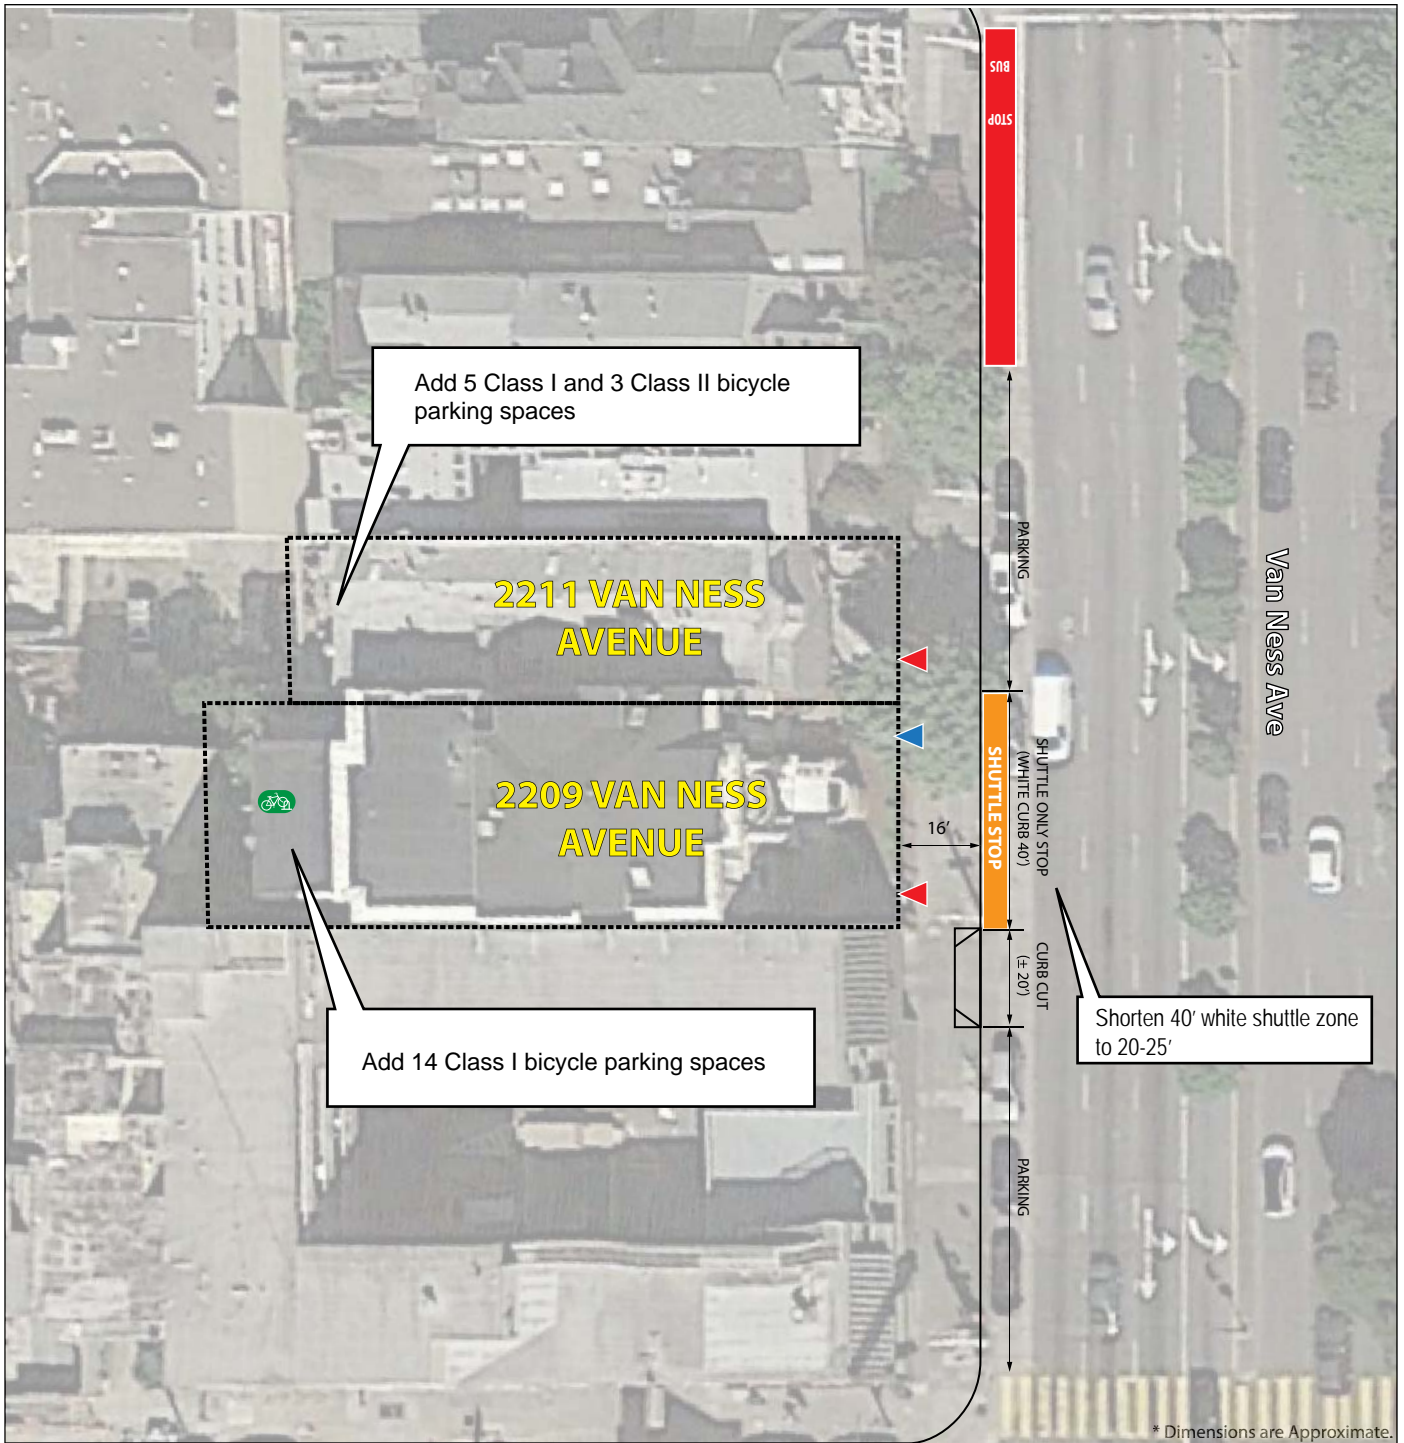 BUS STOP
Add 5 Class I and 3 Class II bicycle
parking spaces
PARKING
Van Ness Ave
2211 VAN NESS
AVENUE
SHUTTLE STOP
SHUTTLE ONLY STOP
(WHITE CURB 40')
2209 VAN NESS
AVENUE
16'
CURB CUT
(± 20')
Shorten 40' white shuttle zone
to 20-25'
Add 14 Class I bicycle parking spaces
PARKING
* Dimensions are Approximate.